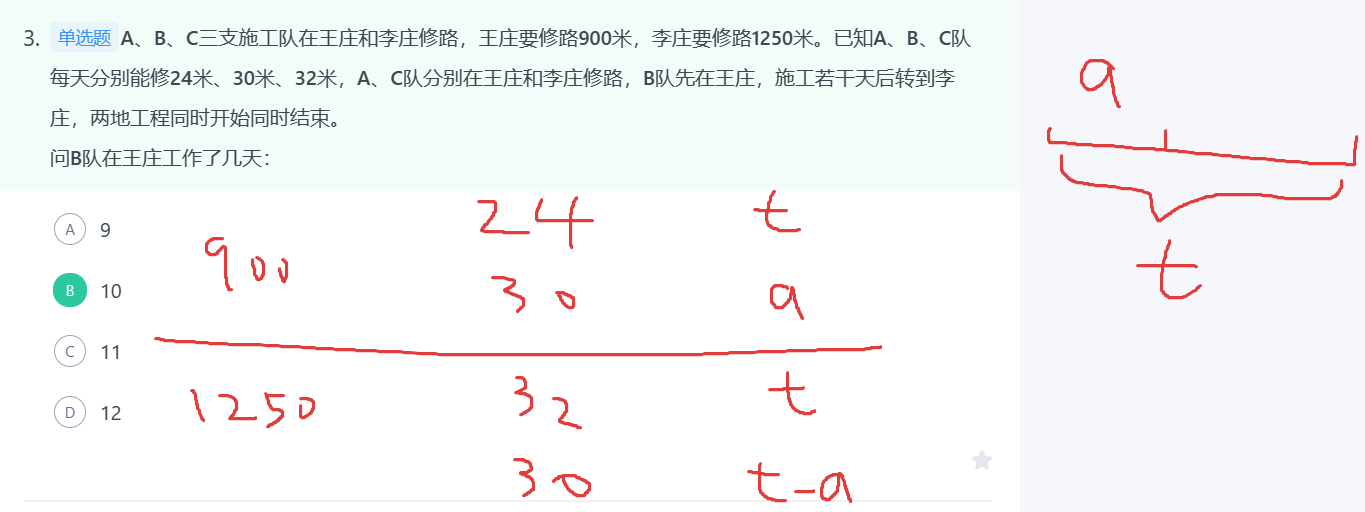 3. 单选题 A、B、C三支施工队在王庄和李庄修路，王庄要修路900米，李庄要修路1250米。已知A、B、C队
每天分别能修24米、30米、32米，A、C队分别在王庄和李庄修路，B队先在王庄，施工若干天后转到李
庄，两地工程同时开始同时结束。
问B队在王庄工作了几天：
A 9
B 10
C 11
D 12
900 24 t
30 a
1250 32 t
30 t-a
a
t